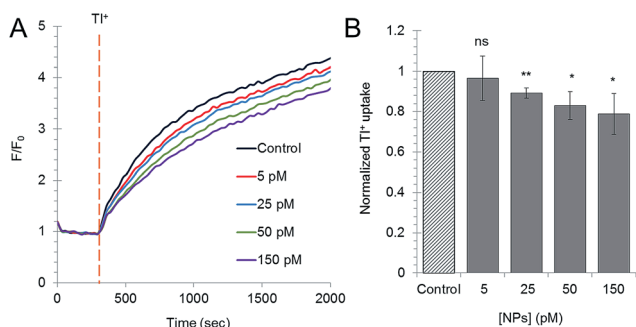 A
Tl⁺
F/F₀
5
4
3
2
1
0
0
500
1000
1500
2000
Time (sec)
Control
5 pM
25 pM
50 pM
150 pM
B
Normalized Tl⁺ uptake
1.2
1
0.8
0.6
0.4
0.2
0
ns
**
*
*
Control
5
25
50
150
[NPs] (pM)